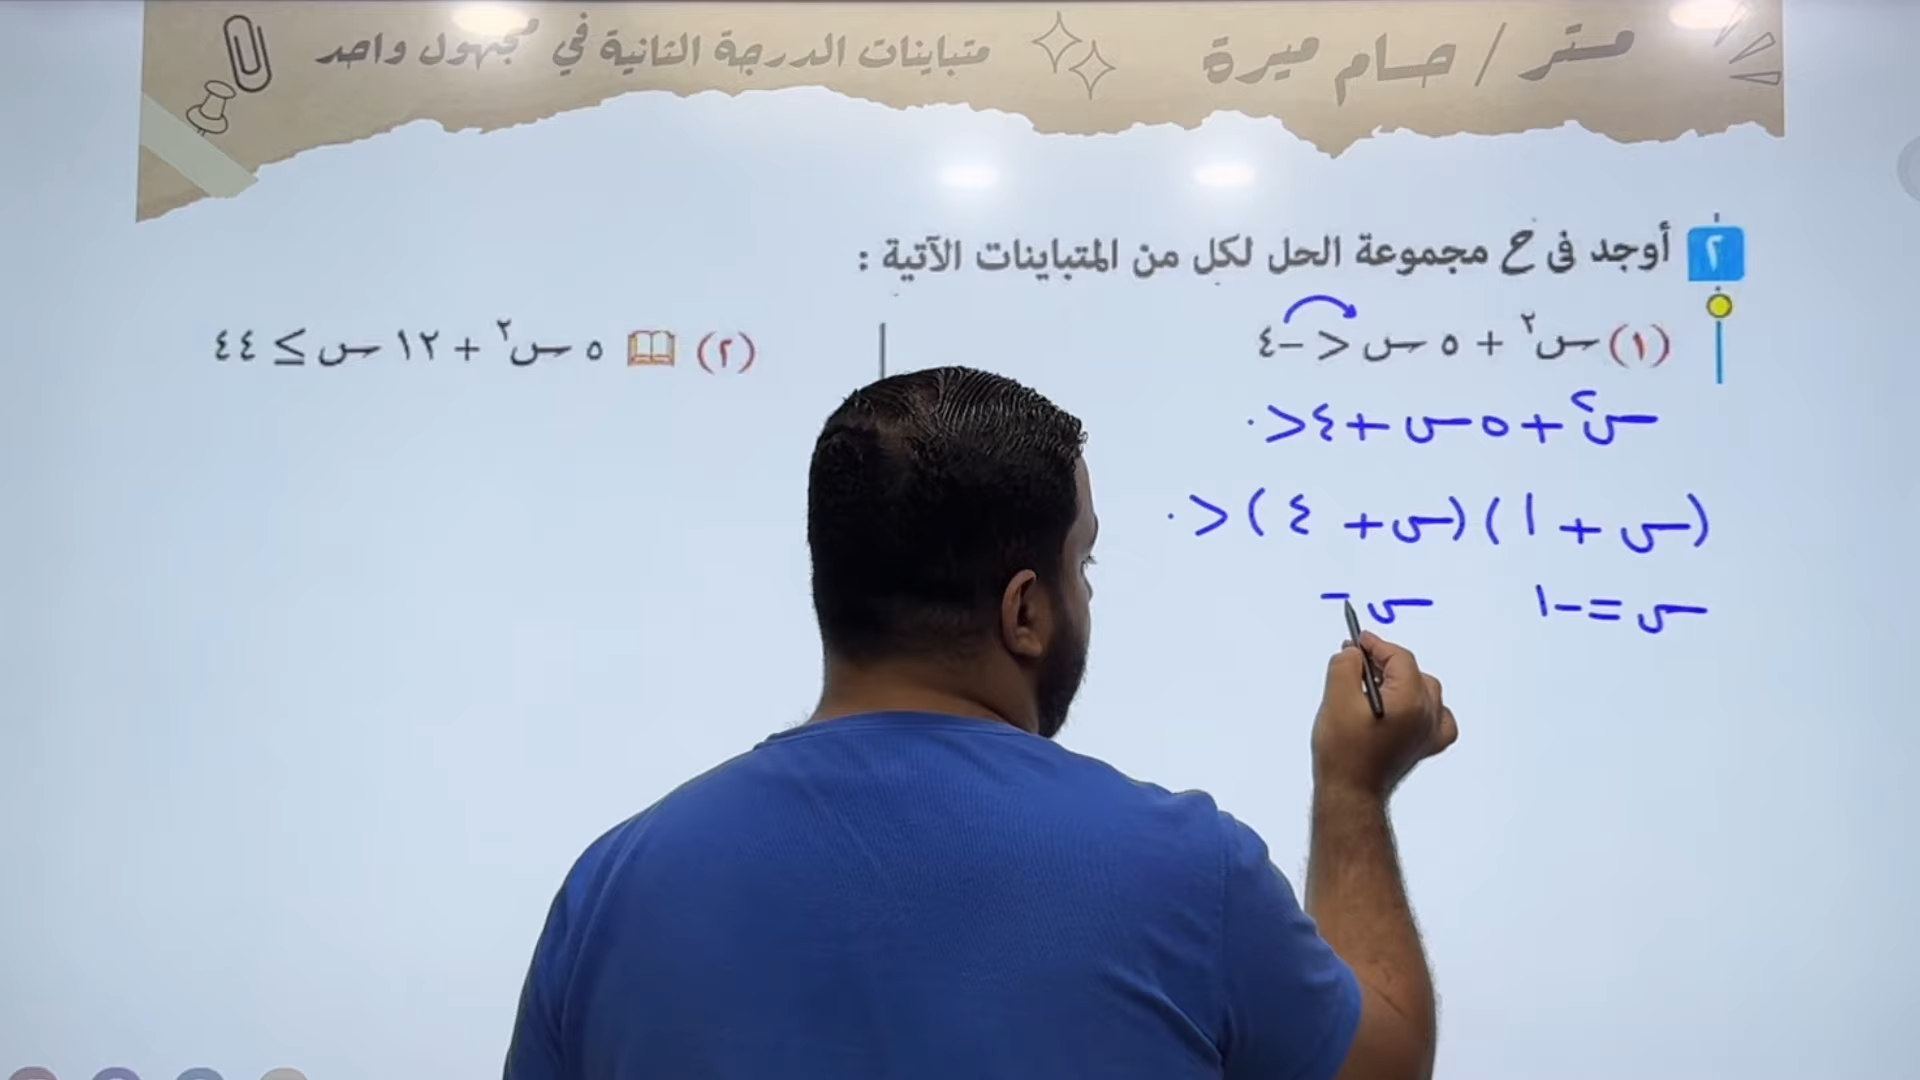 مستر / حسام ميرة
متباينات الدرجة الثانية في مجهول واحد
٢ أوجد فى ح مجموعة الحل لكل من المتباينات الآتية :
(١) س٢ + ٥ س < −٤
(٢) ٥ س٢ + ١٢ س ≥ ٤٤
س٢ + ٥ س + ٤ < ٠
(س + ١) (س + ٤) < ٠
س = −١ س −